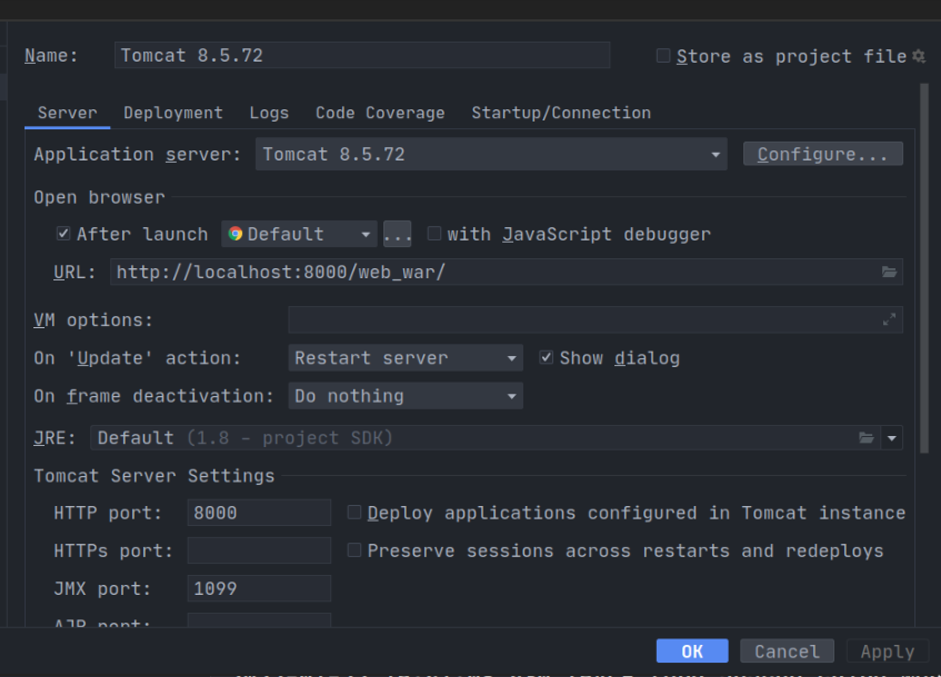 Name: Tomcat 8.5.72 Store as project file
Server Deployment Logs Code Coverage Startup/Connection
Application server: Tomcat 8.5.72 Configure...
Open browser
After launch Default ... with JavaScript debugger
URL: http://localhost:8000/web_war/
VM options:
On 'Update' action: Restart server Show dialog
On frame deactivation: Do nothing
JRE: Default (1.8 - project SDK)
Tomcat Server Settings
HTTP port: 8000 Deploy applications configured in Tomcat instance
HTTPs port: Preserve sessions across restarts and redeploys
JMX port: 1099
AJP port:
OK Cancel Apply